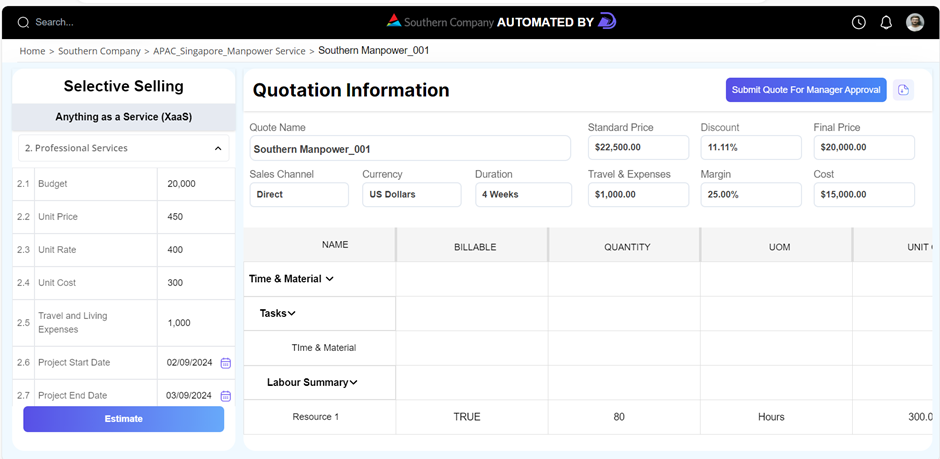 Search...
Southern Company AUTOMATED BY
Home > Southern Company > APAC_Singapore_Manpower Service > Southern Manpower_001
Selective Selling
Anything as a Service (XaaS)
2. Professional Services
2.1 Budget 20,000
2.2 Unit Price 450
2.3 Unit Rate 400
2.4 Unit Cost 300
2.5 Travel and Living Expenses 1,000
2.6 Project Start Date 02/09/2024
2.7 Project End Date 03/09/2024
Estimate
Quotation Information
Submit Quote For Manager Approval
Quote Name Standard Price Discount Final Price
Southern Manpower_001 $22,500.00 11.11% $20,000.00
Sales Channel Currency Duration Travel & Expenses Margin Cost
Direct US Dollars 4 Weeks $1,000.00 25.00% $15,000.00
NAME BILLABLE QUANTITY UOM UNIT
Time & Material
Tasks
TIme & Material
Labour Summary
Resource 1 TRUE 80 Hours 300.0